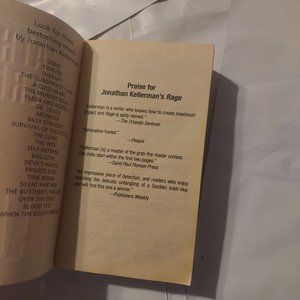 Look for these
bestselling novels
by Jonathan Kellerman
GONE
TWISTED
THERAPY
THE CONSPIRACY CLUB
A COLD HEART
THE MURDER BOOK
FLESH AND BLOOD
DR. DEATH
MONSTER
BILLY STRAIGHT
SURVIVAL OF THE FITTEST
THE CLINIC
THE WEB
SELF-DEFENSE
BAD LOVE
DEVIL'S WALTZ
PRIVATE EYES
TIME BOMB
SILENT PARTNER
THE BUTCHER'S THEATER
OVER THE EDGE
BLOOD TEST
WHEN THE BOUGH BREAKS
Praise for
Jonathan Kellerman's Rage
"Kellerman is a writer who knows how to create maximum
impact and Rage is aptly named."
—The Orlando Sentinel
"Adrenaline-fueled."
—People
"Kellerman [is] a master of the grab-the-reader contest. . . .
The chills start within the first two pages."
—Saint Paul Pioneer Press
impressive piece of detection, and readers who enjoy
watching the delicate untangling of a Gordian knot-like
will find this one a winner."
—Publishers Weekly